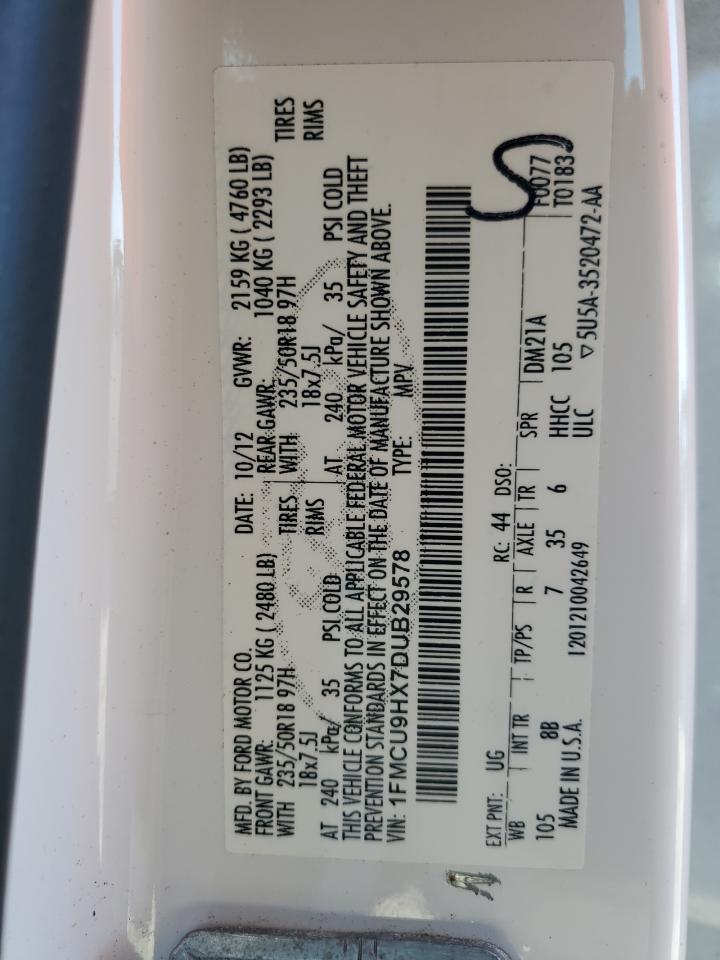 MFD. BY FORD MOTOR CO.
DATE: 10/12 GVWR: 2159 KG ( 4760 LB)
FRONT GAWR: 1125 KG ( 2480 LB) REAR GAWR: 1040 KG ( 2293 LB)
WITH 235/50R18 97H TIRES WITH 235/50R18 97H TIRES
18x7.5J RIMS 18x7.5J RIMS
AT 240 kPa/ 35 PSI COLD AT 240 kPa/ 35 PSI COLD
THIS VEHICLE CONFORMS TO ALL APPLICABLE FEDERAL MOTOR VEHICLE SAFETY AND THEFT
PREVENTION STANDARDS IN EFFECT ON THE DATE OF MANUFACTURE SHOWN ABOVE.
VIN: 1FMCU9HX7DUB29578 TYPE: MPV
F0077
T0183
EXT PNT: UG RC: 44 DSO:
WB INT TR TP/PS R AXLE TR SPR DM21A
105 8B 7 35 6 HHCC 105
MADE IN U.S.A. 1201210042649 ULC ▽5U5A-3520472-AA
S